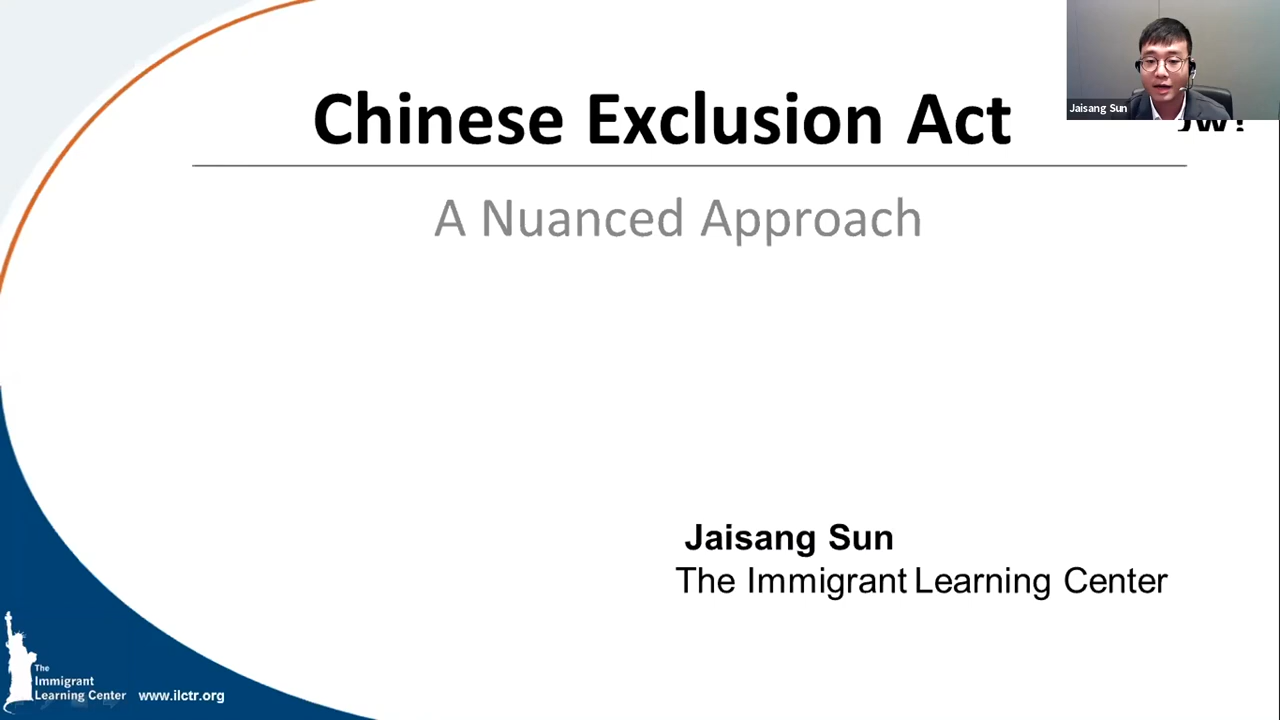 Chinese Exclusion Act
Jaisang Sun
A Nuanced Approach
Jaisang Sun
The Immigrant Learning Center
The
Immigrant
Learning Center
www.ilctr.org